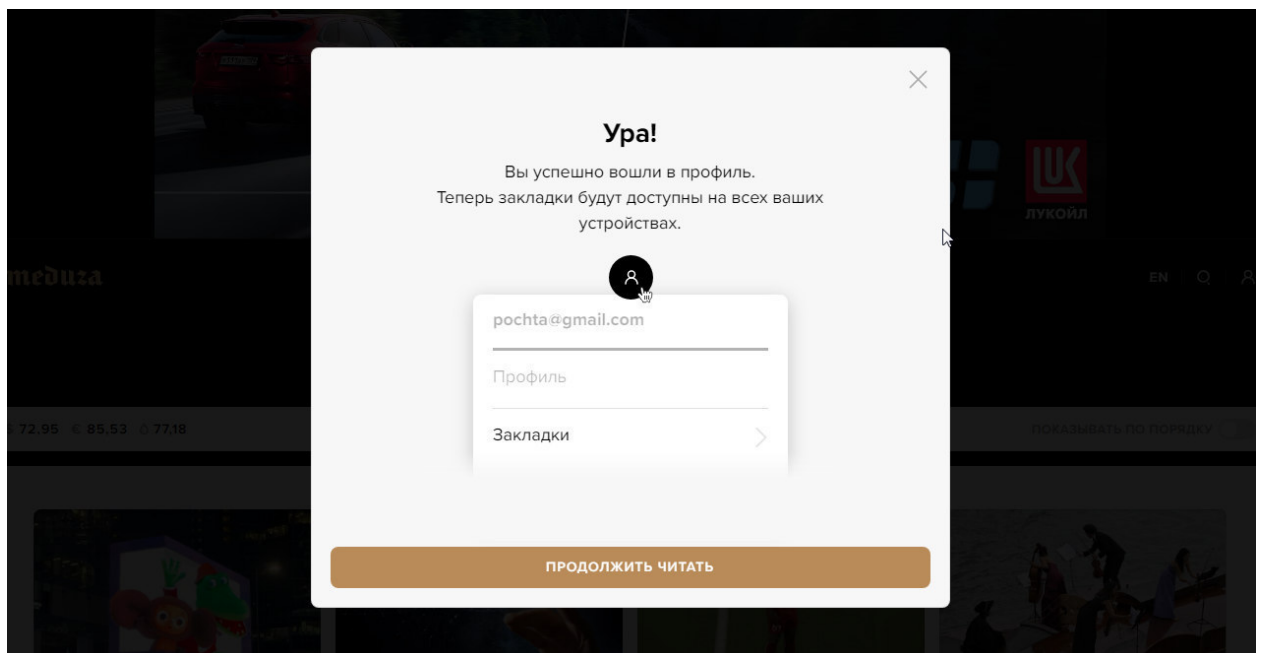 Ура!
Вы успешно вошли в профиль.
Теперь закладки будут доступны на всех ваших
устройствах.
ЛУКОЙЛ
meduza
EN
pochta@gmail.com
Профиль
72,95 € 85,53 77,18
Закладки
ПОКАЗЫВАТЬ ПО ПОРЯДКУ
ПРОДОЛЖИТЬ ЧИТАТЬ